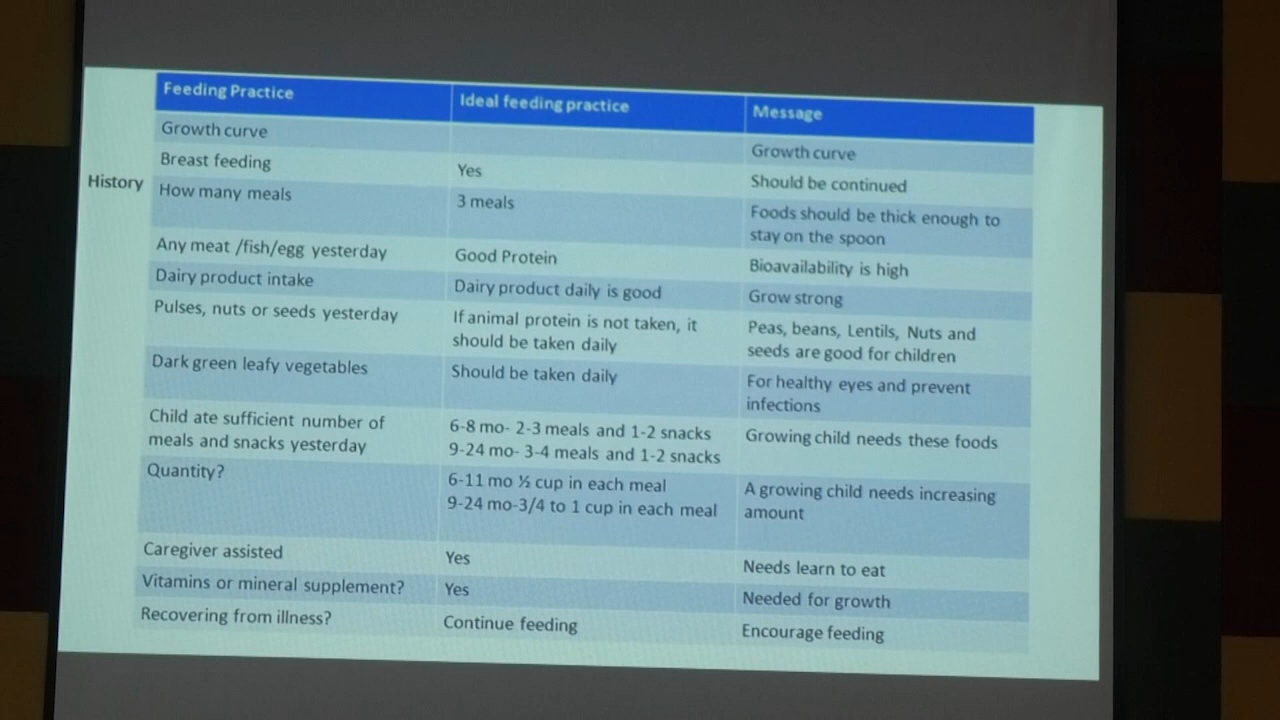 Feeding Practice Ideal feeding practice Message
Growth curve Growth curve
Breast feeding Yes Should be continued
History
How many meals 3 meals Foods should be thick enough to
stay on the spoon
Any meat /fish/egg yesterday Good Protein Bioavailability is high
Dairy product intake Dairy product daily is good Grow strong
Pulses, nuts or seeds yesterday If animal protein is not taken, it Peas, beans, Lentils, Nuts and
should be taken daily seeds are good for children
Dark green leafy vegetables Should be taken daily For healthy eyes and prevent
infections
Child ate sufficient number of 6-8 mo- 2-3 meals and 1-2 snacks Growing child needs these foods
meals and snacks yesterday 9-24 mo- 3-4 meals and 1-2 snacks
Quantity? 6-11 mo ½ cup in each meal A growing child needs increasing
9-24 mo-3/4 to 1 cup in each meal amount
Caregiver assisted Yes Needs learn to eat
Vitamins or mineral supplement? Yes Needed for growth
Recovering from illness? Continue feeding Encourage feeding